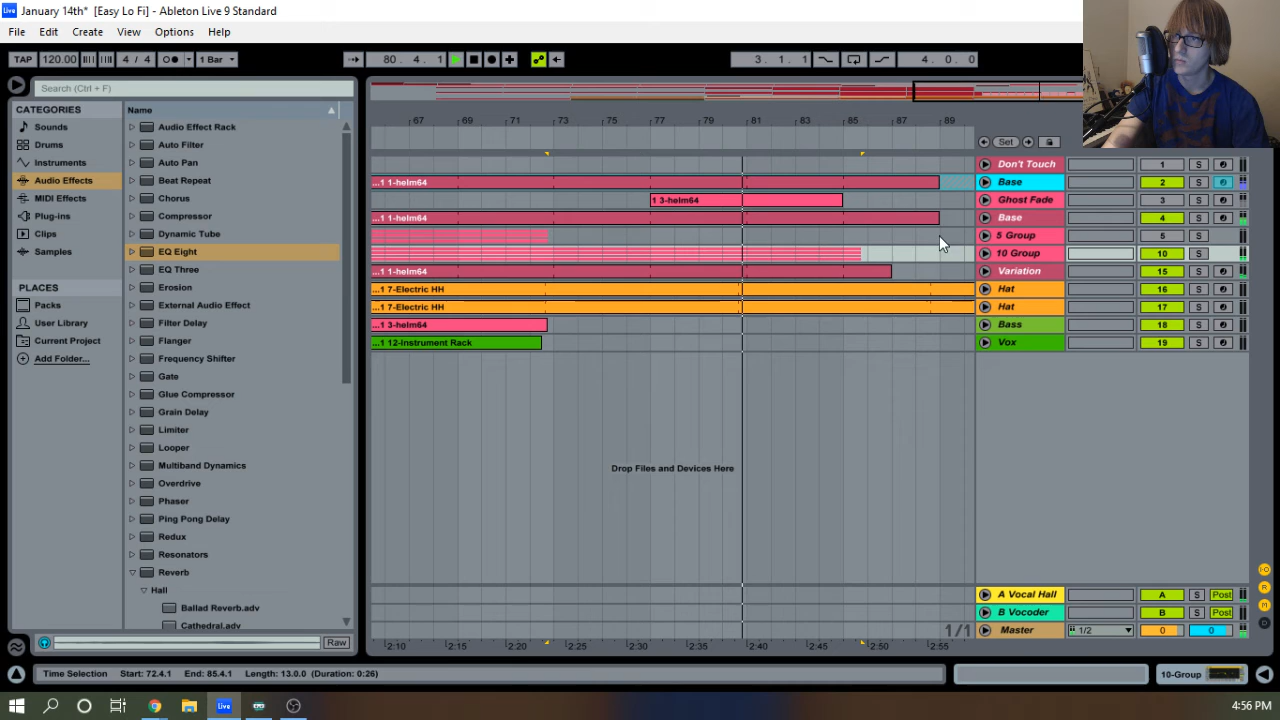 January 14th* [Easy Lo Fi] - Ableton Live 9 Standard
File Edit Create View Options Help
TAP 120.00 4 / 4 1 Bar 80. 4. 1 3. 1. 1 4. 0. 0
Search (Ctrl + F)
CATEGORIES
Sounds
Drums
Instruments
Audio Effects
MIDI Effects
Plug-ins
Clips
Samples
PLACES
Packs
User Library
Current Project
Add Folder...
Name
Audio Effect Rack
Auto Filter
Auto Pan
Beat Repeat
Chorus
Compressor
Dynamic Tube
EQ Eight
EQ Three
Erosion
External Audio Effect
Filter Delay
Flanger
Frequency Shifter
Gate
Glue Compressor
Grain Delay
Limiter
Looper
Multiband Dynamics
Overdrive
Phaser
Ping Pong Delay
Redux
Resonators
Reverb
Hall
Ballad Reverb.adv
Cathedral.adv
Raw
67 69 71 73 75 77 79 81 83 85 87 89
Set
Don't Touch 1 S
...1 1-helm64 Base 2 S
1 3-helm64 Ghost Fade 3 S
...1 1-helm64 Base 4 S
5 Group 5 S
10 Group 10 S
...1 1-helm64 Variation 15 S
...1 7-Electric HH Hat 16 S
...1 7-Electric HH Hat 17 S
...1 3-helm64 Bass 18 S
...1 12-Instrument Rack Vox 19 S
Drop Files and Devices Here
A Vocal Hall A S Post
B Vocoder B S Post
1/1 Master 1/2 0 0
2:10 2:15 2:20 2:25 2:30 2:35 2:40 2:45 2:50 2:55
Time Selection Start: 72.4.1 End: 85.4.1 Length: 13.0.0 (Duration: 0:26)
10-Group
Live
4:56 PM